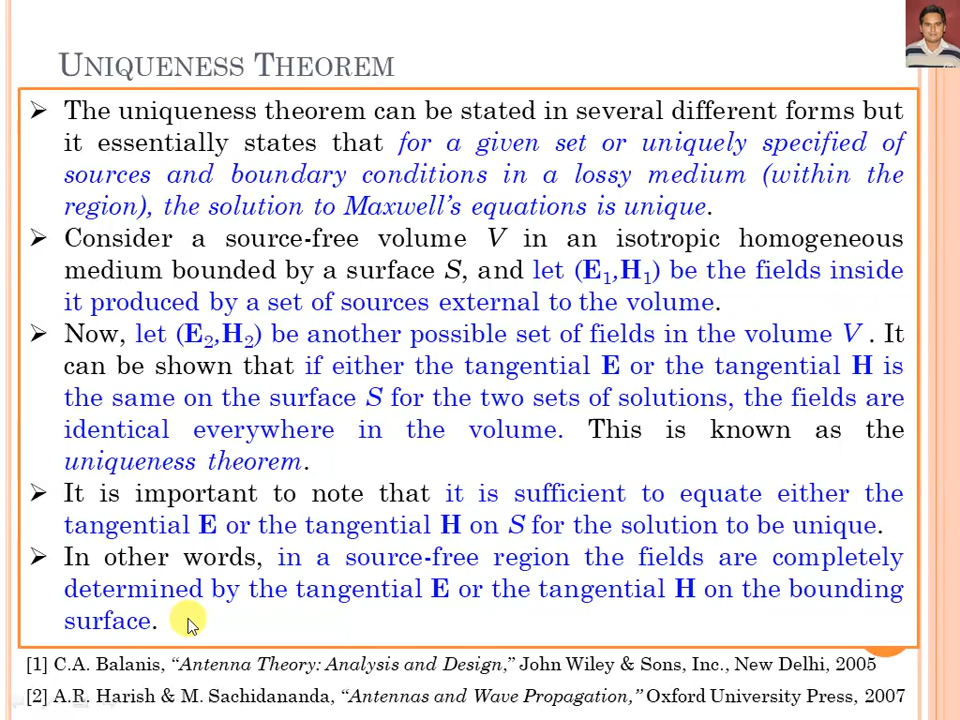 UNIQUENESS THEOREM
➢ The uniqueness theorem can be stated in several different forms but
it essentially states that for a given set or uniquely specified of
sources and boundary conditions in a lossy medium (within the
region), the solution to Maxwell's equations is unique.
➢ Consider a source-free volume V in an isotropic homogeneous
medium bounded by a surface S, and let (E₁,H₁) be the fields inside
it produced by a set of sources external to the volume.
➢ Now, let (E₂,H₂) be another possible set of fields in the volume V . It
can be shown that if either the tangential E or the tangential H is
the same on the surface S for the two sets of solutions, the fields are
identical everywhere in the volume. This is known as the
uniqueness theorem.
➢ It is important to note that it is sufficient to equate either the
tangential E or the tangential H on S for the solution to be unique.
➢ In other words, in a source-free region the fields are completely
determined by the tangential E or the tangential H on the bounding
surface.
[1] C.A. Balanis, “Antenna Theory: Analysis and Design,” John Wiley & Sons, Inc., New Delhi, 2005
[2] A.R. Harish & M. Sachidananda, “Antennas and Wave Propagation,” Oxford University Press, 2007